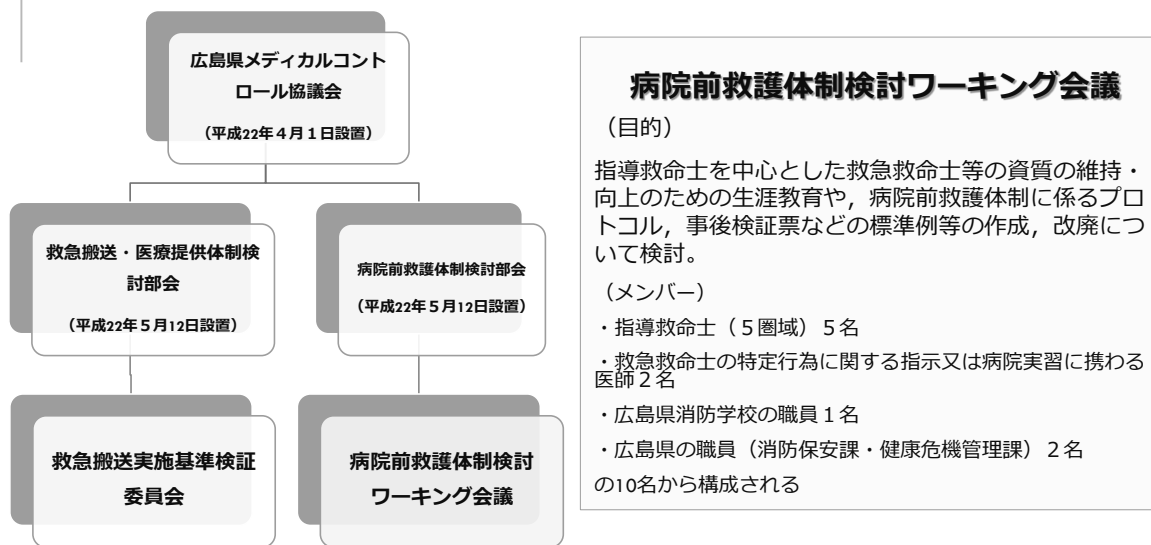 広島県メディカルコント
ロール協議会
（平成22年４月１日設置）
救急搬送・医療提供体制検
討部会
（平成22年５月12日設置）
病院前救護体制検討部会
（平成22年５月12日設置）
救急搬送実施基準検証
委員会
病院前救護体制検討
ワーキング会議
病院前救護体制検討ワーキング会議
（目的）
指導救命士を中心とした救急救命士等の資質の維持・
向上のための生涯教育や，病院前救護体制に係るプロ
トコル，事後検証票などの標準例等の作成，改廃につ
いて検討。
（メンバー）
・指導救命士（５圏域）５名
・救急救命士の特定行為に関する指示又は病院実習に携わる
医師２名
・広島県消防学校の職員１名
・広島県の職員（消防保安課・健康危機管理課）２名
の10名から構成される